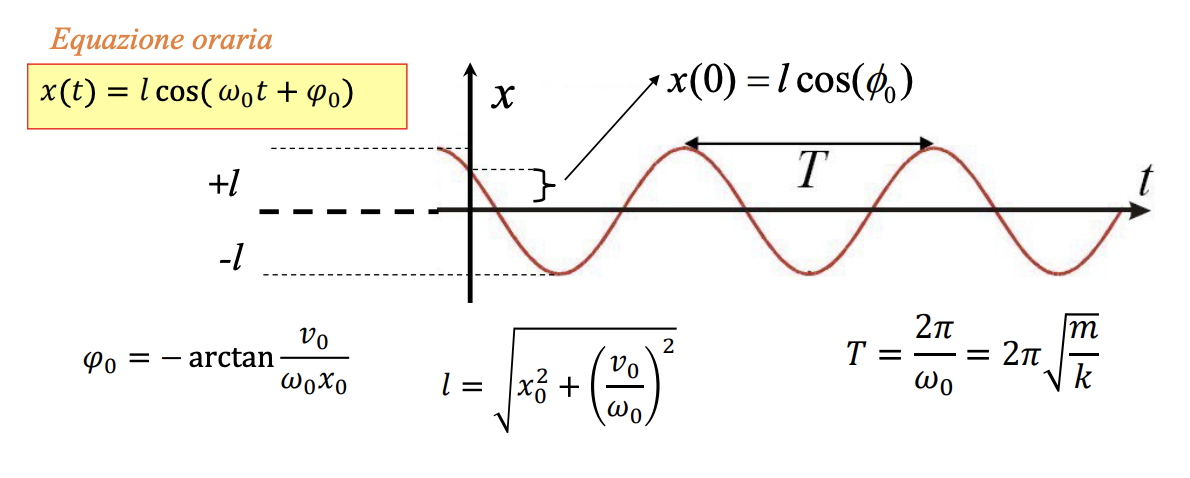 Equazione oraria
x(t) = l cos( ω₀t + φ₀)
x
x(0) = l cos(ϕ₀)
T
t
+l
-l
φ₀ = − arctan v₀/(ω₀x₀)
l = √(x₀² + (v₀/ω₀)²)
T = 2π/ω₀ = 2π√(m/k)